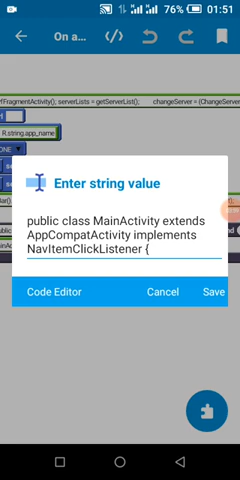 76% 01:51
On a...
fFragmentActivity(); serverLists = getServerList(); changeServer = (ChangeServer
R.string.app_name
ONE
Enter string value
public class MainActivity extends
AppCompatActivity implements
NavItemClickListener {
Code Editor Cancel Save